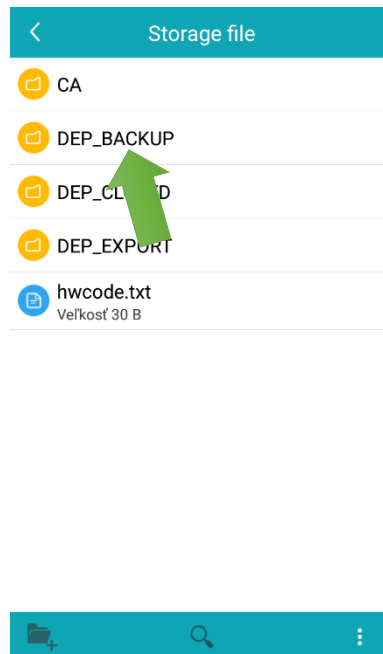 Storage file
CA
DEP_BACKUP
DEP_EXPORT
hwcode.txt
Veľkosť 30 B